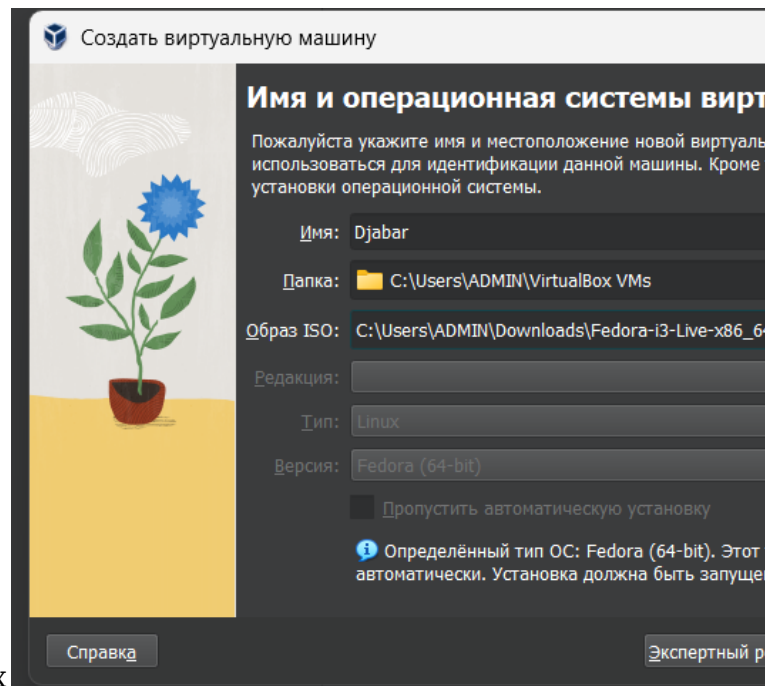 Создать виртуальную машину
Имя и операционная системы вирт
Пожалуйста укажите имя и местоположение новой виртуаль
использоваться для идентификации данной машины. Кроме
установки операционной системы.
Имя: Djabar
Папка: C:\Users\ADMIN\VirtualBox VMs
Образ ISO: C:\Users\ADMIN\Downloads\Fedora-i3-Live-x86_64
Редакция:
Тип: Linux
Версия: Fedora (64-bit)
Пропустить автоматическую установку
Определённый тип ОС: Fedora (64-bit). Этот
автоматически. Установка должна быть запуще
Справка
Экспертный р
х